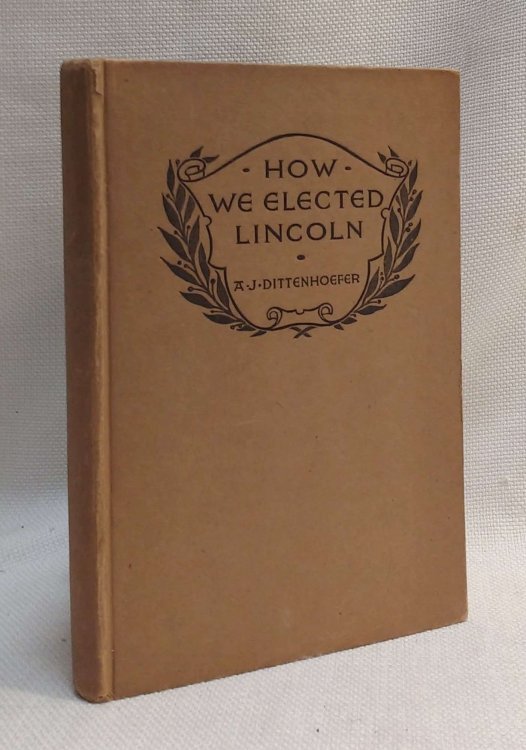 · HOW ·
WE ELECTED
LINCOLN
·
A·J·DITTENHOEFER